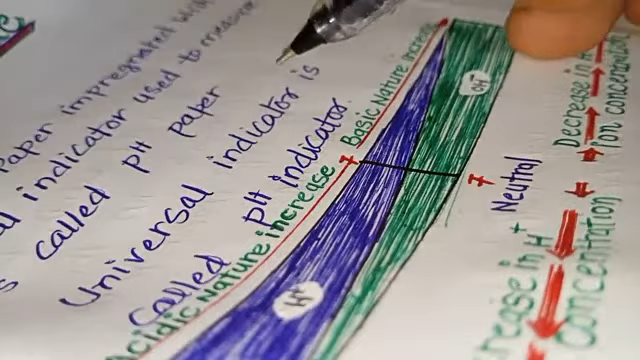 Paper impregnated with
indicator used to measure
called pH paper
Universal indicator is
called pH indicator
Acidic Nature increase
7
Basic Nature increase
H+
OH-
7
Neutral
Decrease in H+
ion concentration
crease in H+
Concentration